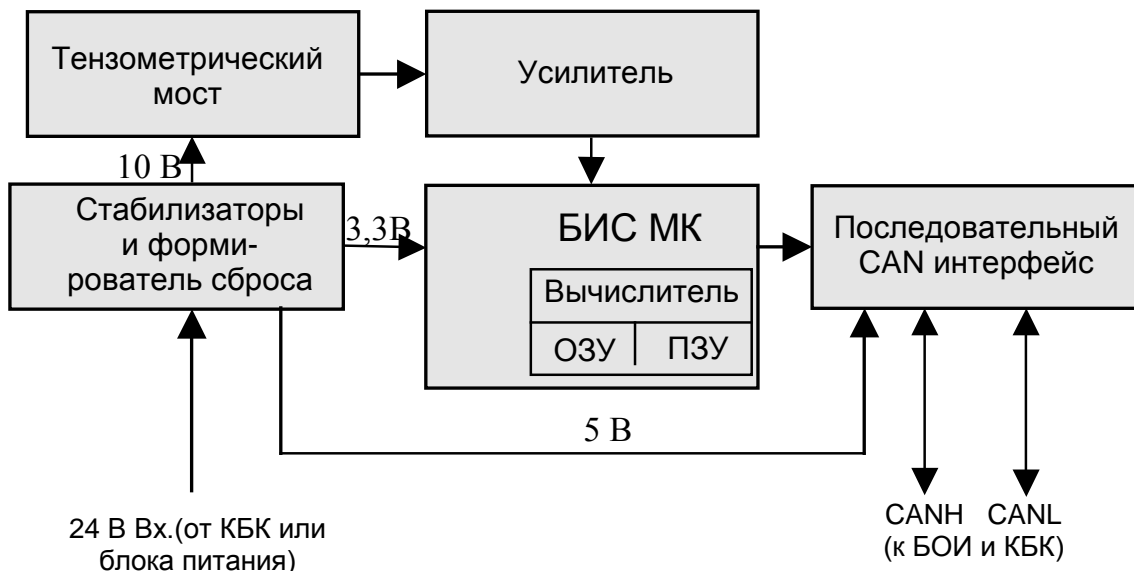 Тензометрический
мост
Усилитель
10 В
Стабилизаторы
и форми-
рователь сброса
3,3В
БИС МК
Вычислитель
ОЗУ
ПЗУ
Последовательный
CAN интерфейс
5 В
24 В Вх.(от КБК или
блока питания)
CANH CANL
(к БОИ и КБК)